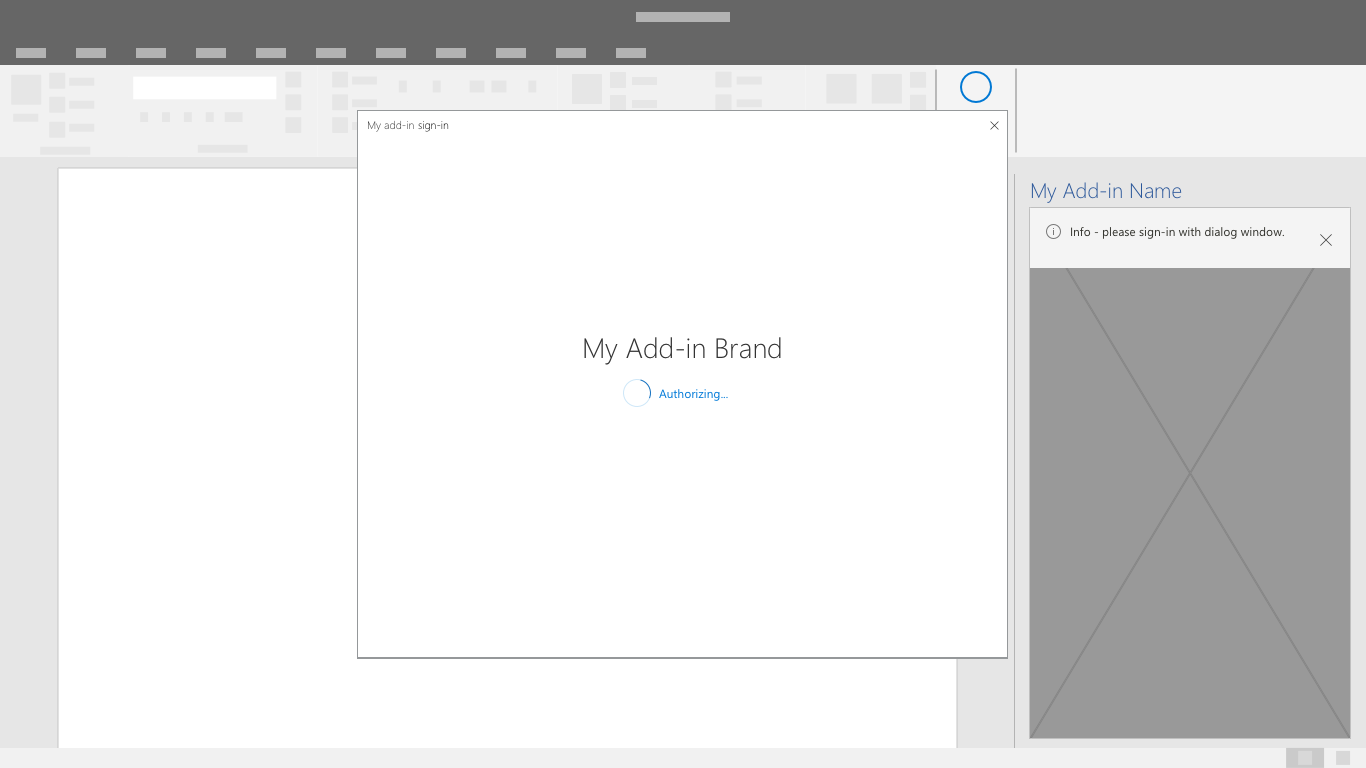 My add-in sign-in
My Add-in Name
Info - please sign-in with dialog window.
My Add-in Brand
Authorizing...